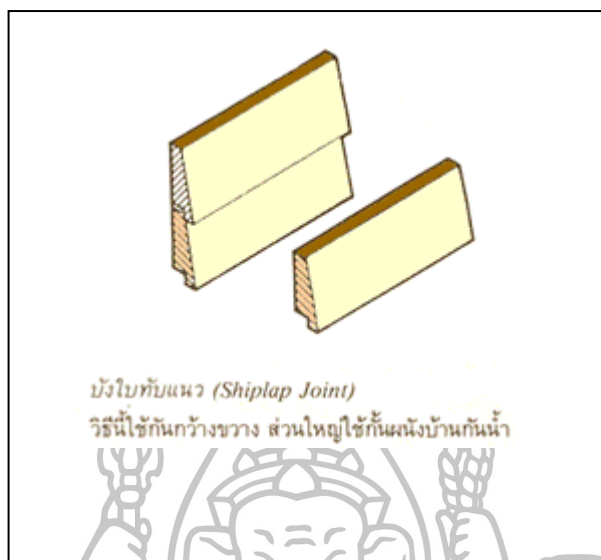 บังใบทับแนว (Shiplap Joint)
วิธีนี้ใช้กันกว้างขวาง ส่วนใหญ่ใช้กั้นผนังบ้านกันน้ำ